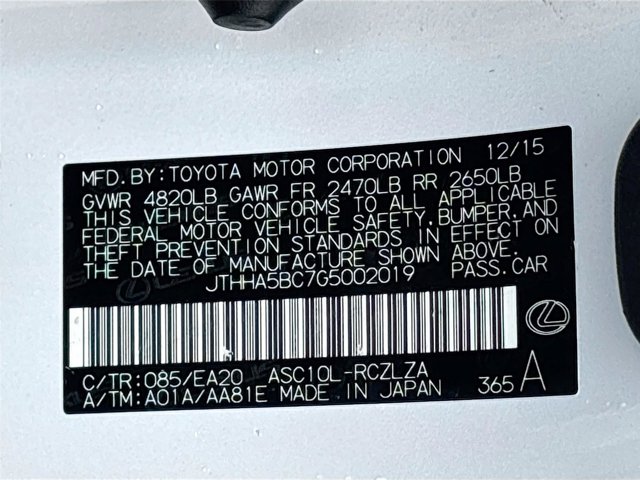 MFD.BY:TOYOTA MOTOR CORPORATION 12/15
GVWR 4820LB GAWR FR 2470LB RR 2650LB
THIS VEHICLE CONFORMS TO ALL APPLICABLE
FEDERAL MOTOR VEHICLE SAFETY,BUMPER,AND
THEFT PREVENTION STANDARDS IN EFFECT ON
THE DATE OF MANUFACTURE SHOWN ABOVE.
JTHHA5BC7G5002019 PASS.CAR
C/TR:085/EA20 ASC10L-RCZLZA
A/TM:A01A/AA81E MADE IN JAPAN 365 A